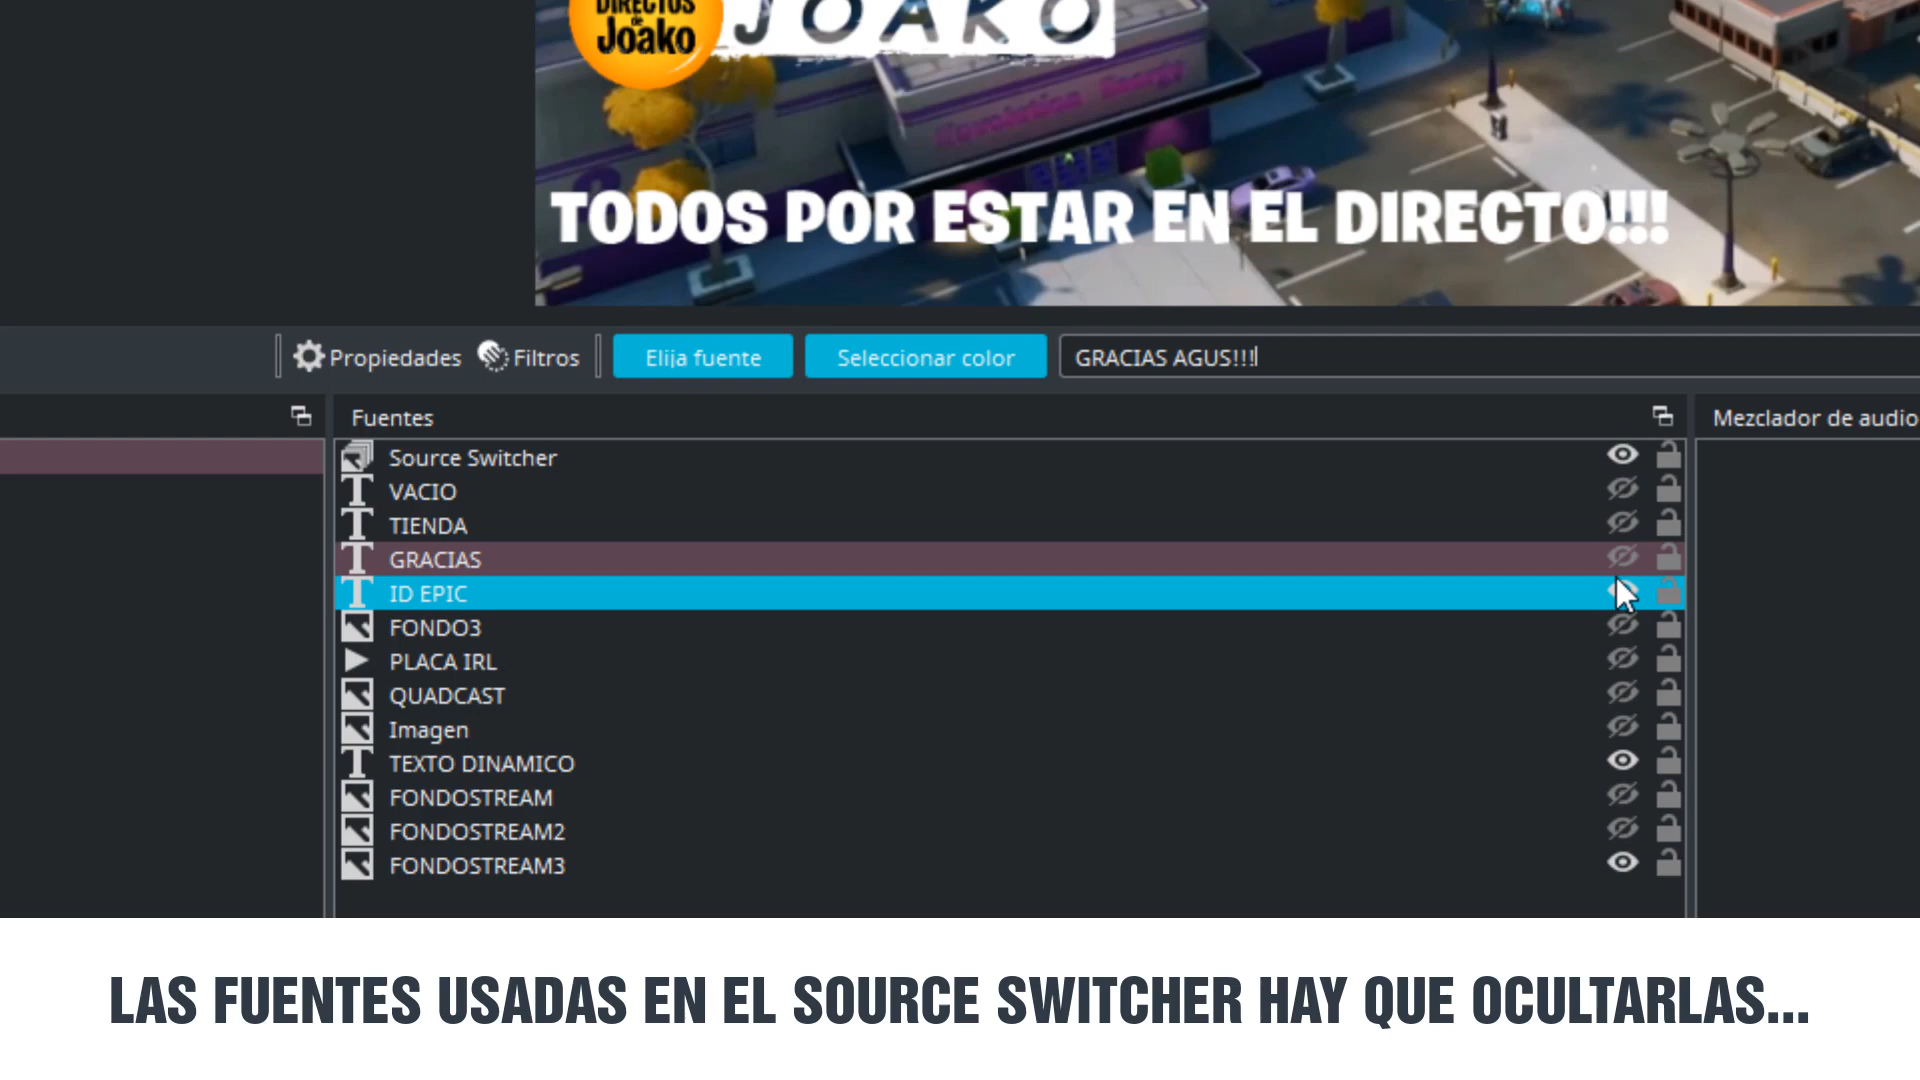 DIRECTOS
de
Joako
JOAKO
TODOS POR ESTAR EN EL DIRECTO!!!
Propiedades
Filtros
Elija fuente
Seleccionar color
GRACIAS AGUS!!!
Fuentes
Mezclador de audio
Source Switcher
VACIO
TIENDA
GRACIAS
ID EPIC
FONDO3
PLACA IRL
QUADCAST
Imagen
TEXTO DINAMICO
FONDOSTREAM
FONDOSTREAM2
FONDOSTREAM3
LAS FUENTES USADAS EN EL SOURCE SWITCHER HAY QUE OCULTARLAS...